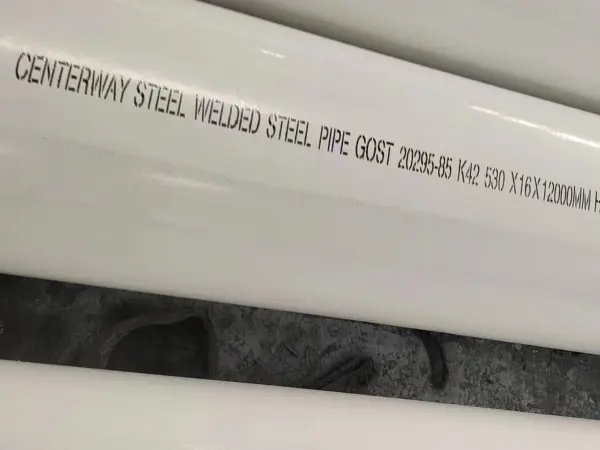 CENTERWAY STEEL WELDED STEEL PIPE GOST 20295-85 K42 530 X16X12000MM H